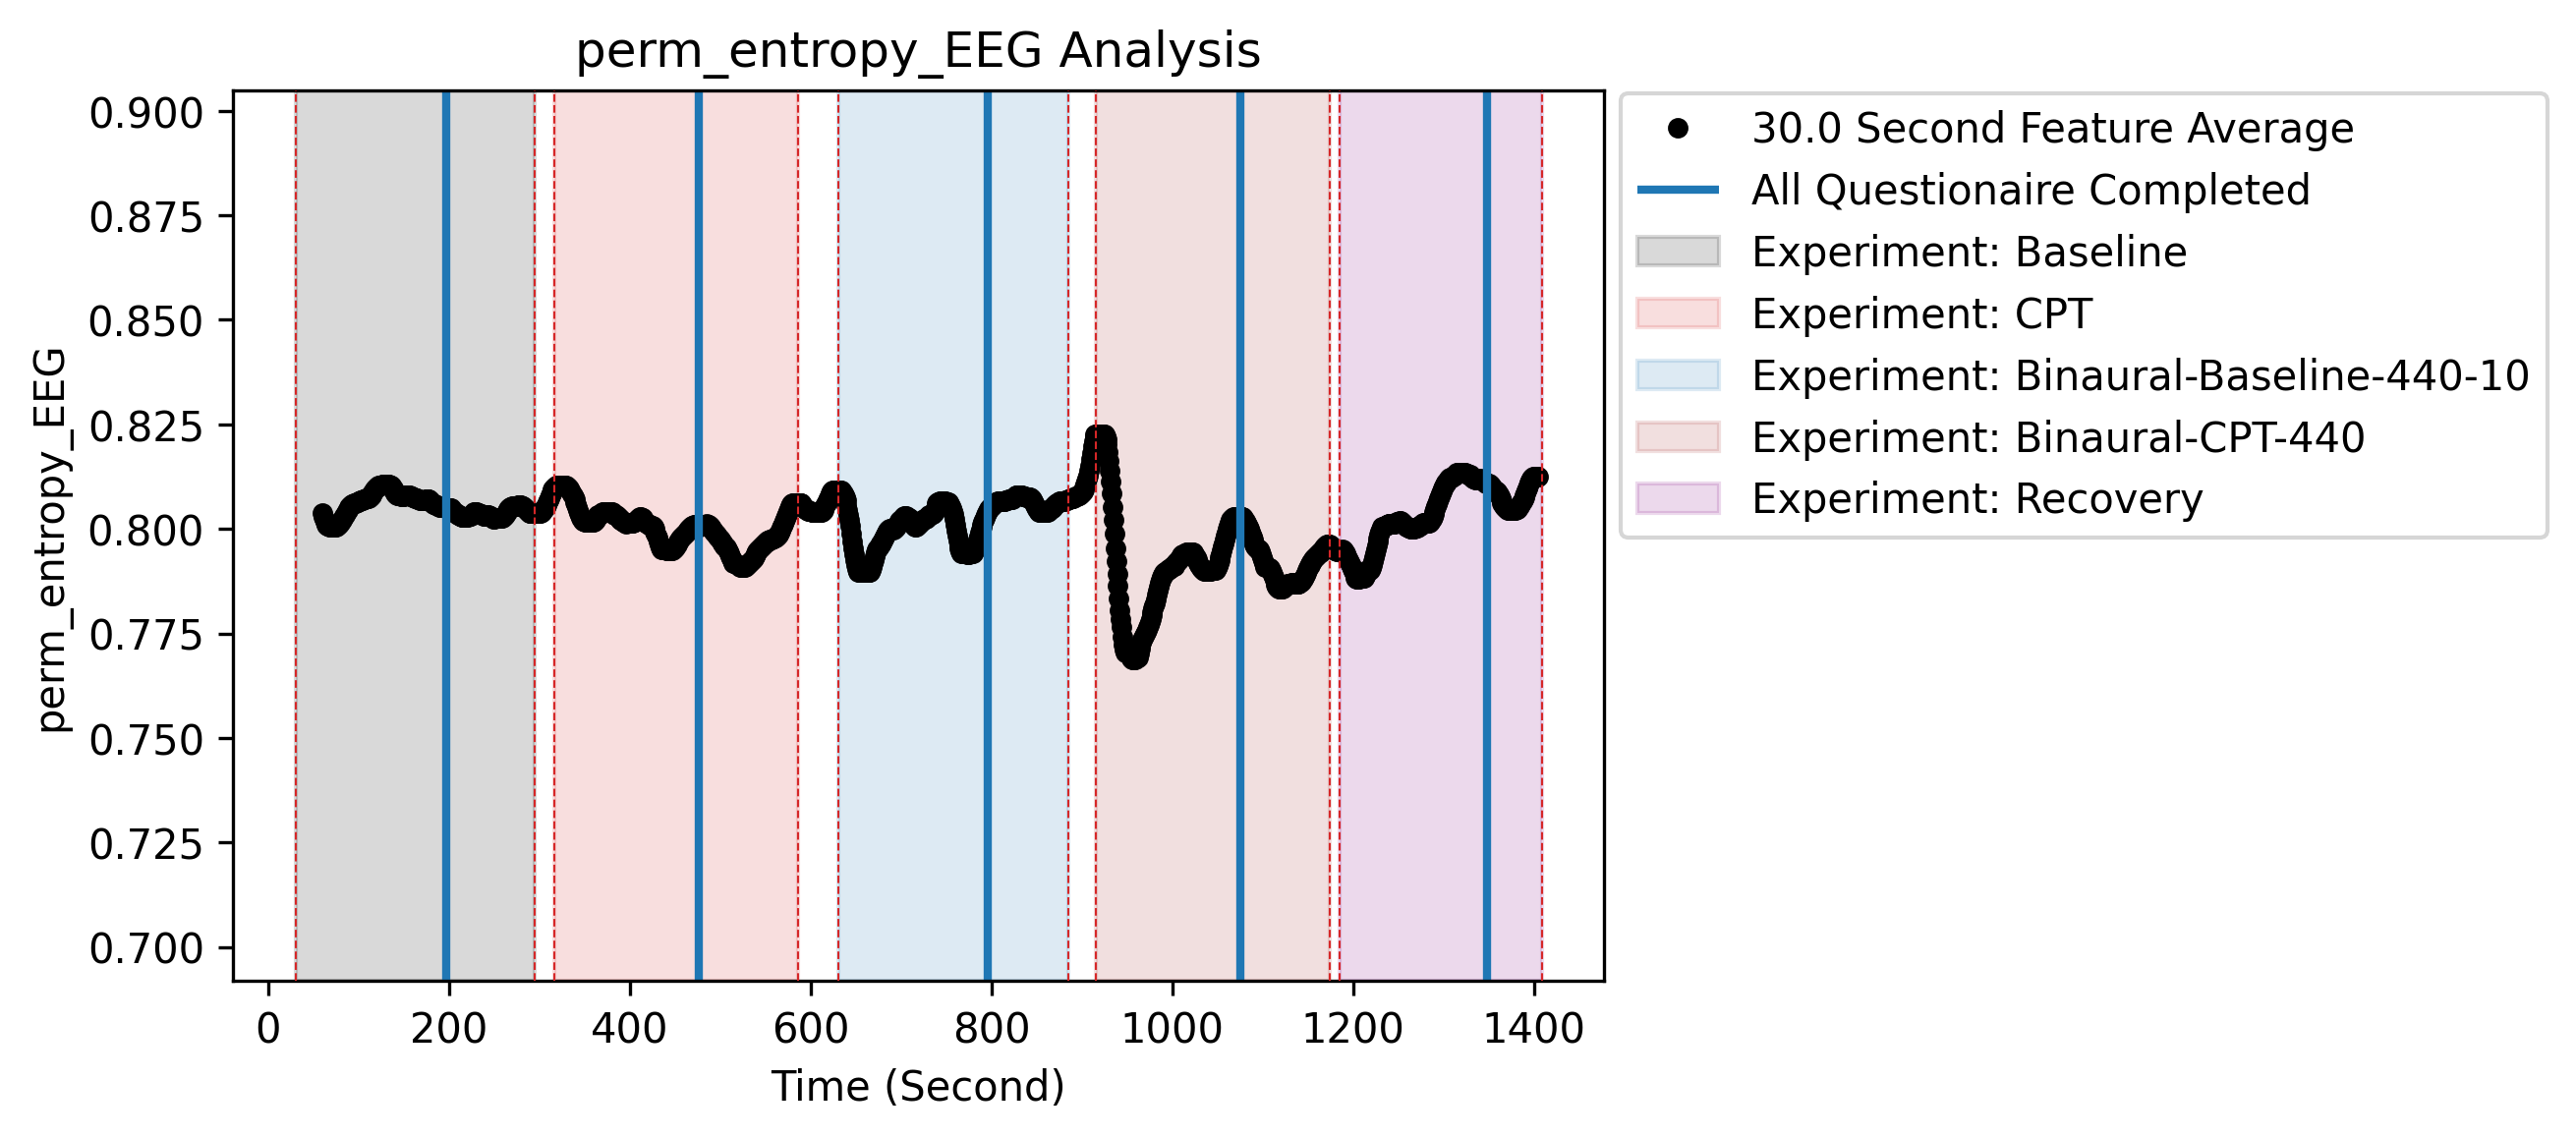 perm_entropy_EEG Analysis
0.900
0.875
0.850
0.825
0.800
0.775
0.750
0.725
0.700
perm_entropy_EEG
0 200 400 600 800 1000 1200 1400
Time (Second)
30.0 Second Feature Average
All Questionaire Completed
Experiment: Baseline
Experiment: CPT
Experiment: Binaural-Baseline-440-10
Experiment: Binaural-CPT-440
Experiment: Recovery